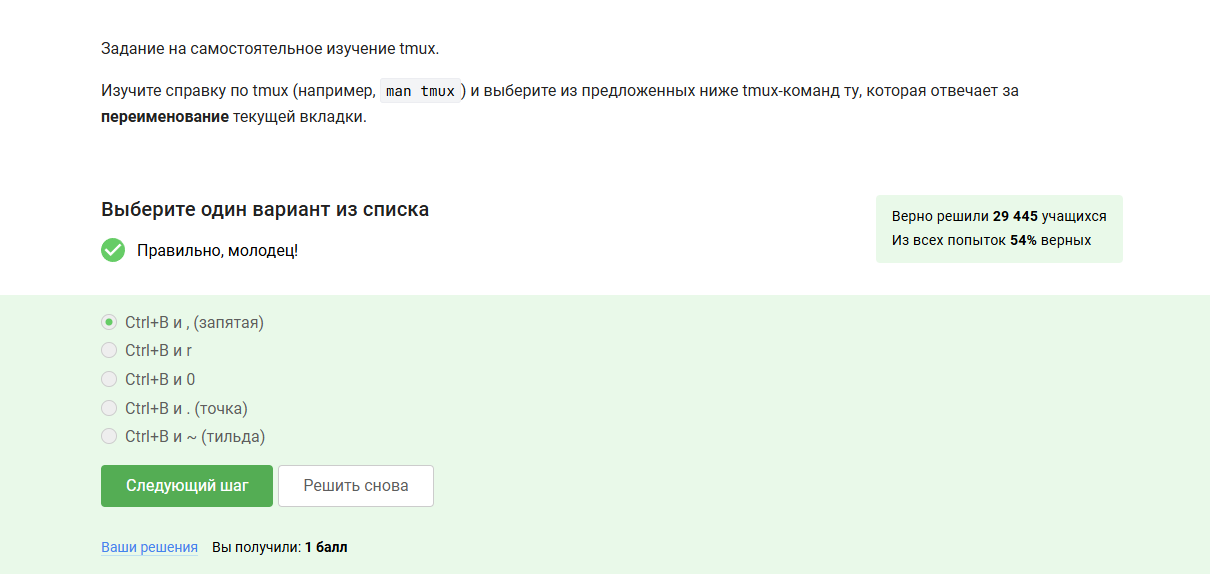 Задание на самостоятельное изучение tmux.
Изучите справку по tmux (например, man tmux) и выберите из предложенных ниже tmux-команд ту, которая отвечает за
переименование текущей вкладки.
Выберите один вариант из списка
Правильно, молодец!
Верно решили 29 445 учащихся
Из всех попыток 54% верных
Ctrl+B и , (запятая)
Ctrl+B и r
Ctrl+B и 0
Ctrl+B и . (точка)
Ctrl+B и ~ (тильда)
Следующий шаг
Решить снова
Ваши решения Вы получили: 1 балл